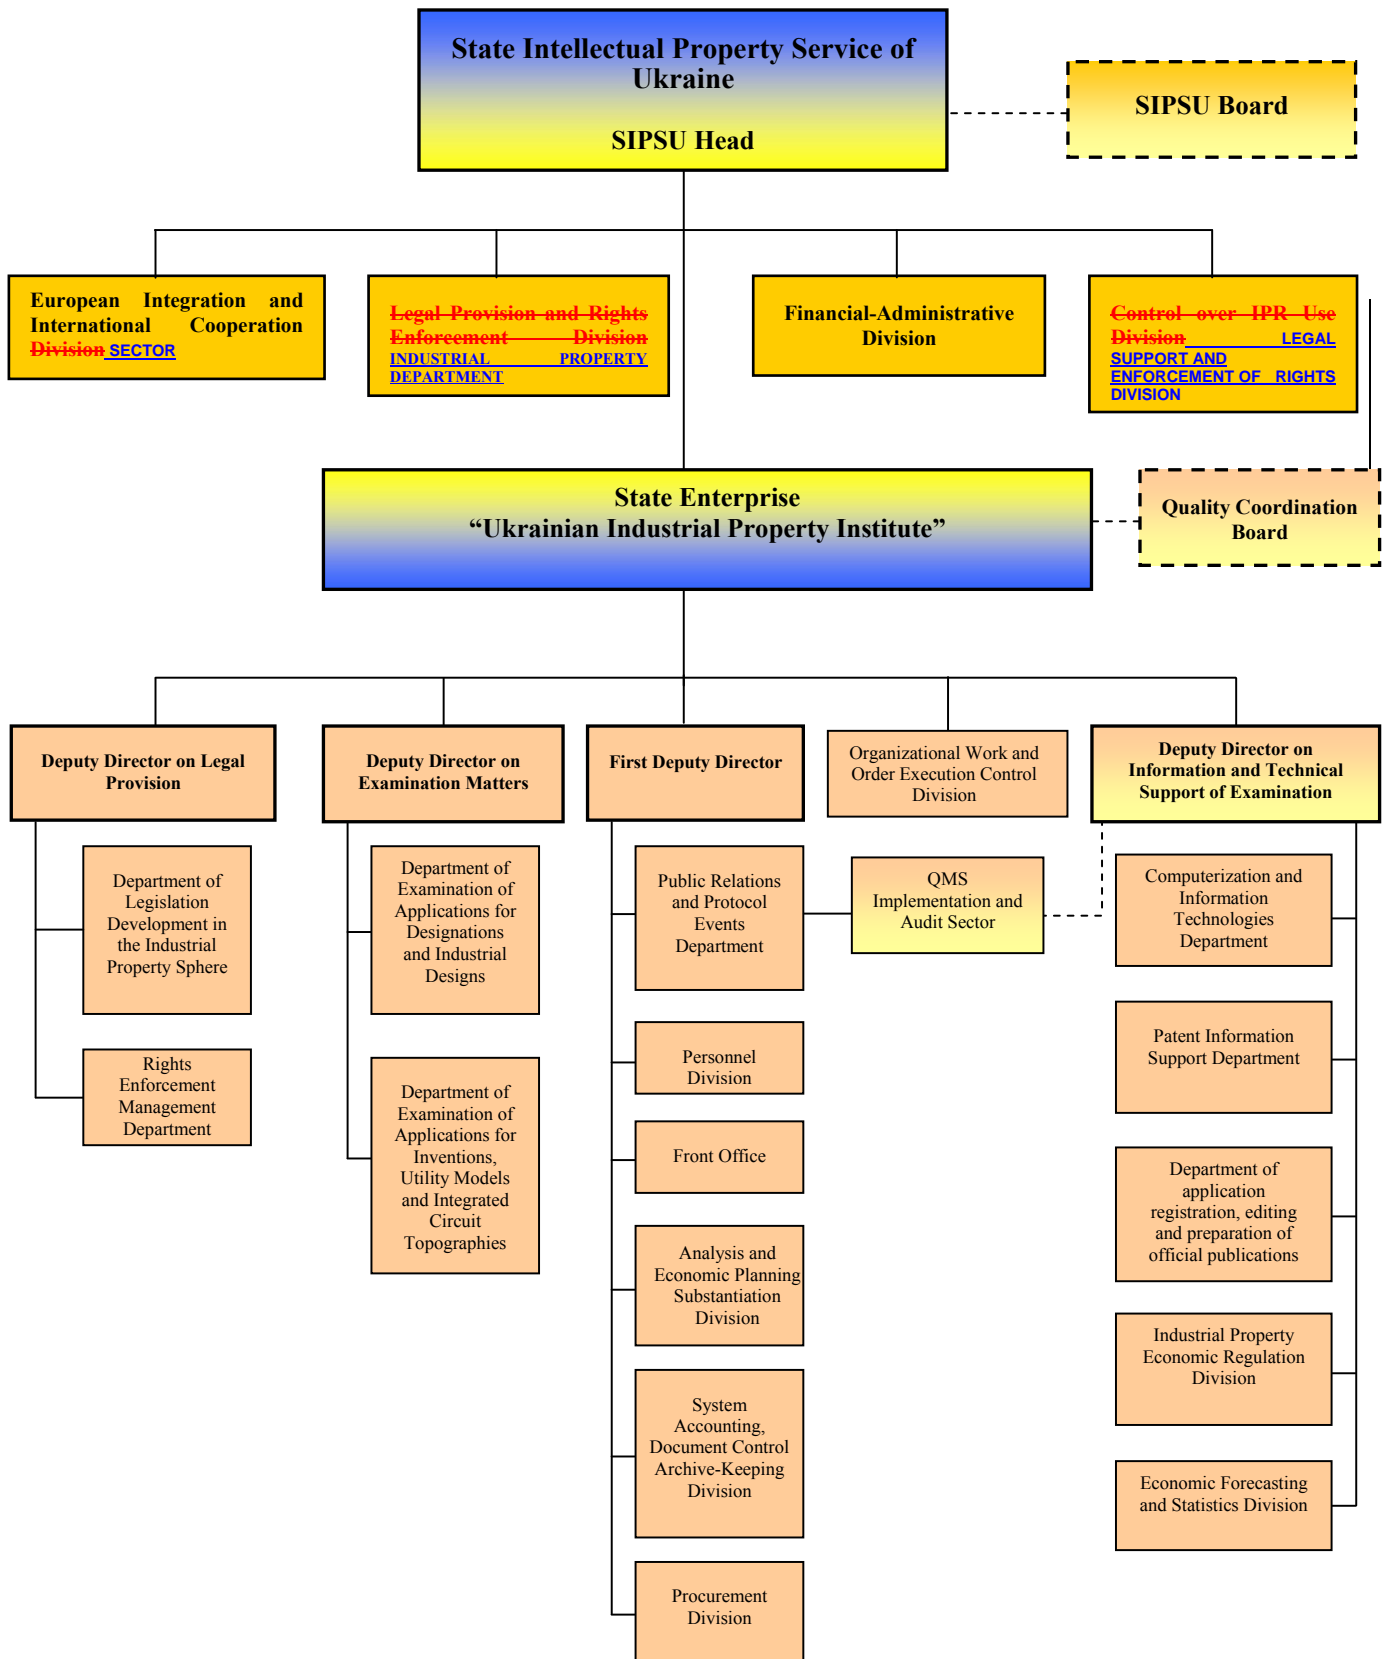 State Intellectual Property Service of
Ukraine
SIPSU Head
SIPSU Board
European Integration and
International Cooperation
Division SECTOR
Legal Provision and Rights
Enforcement Division
INDUSTRIAL PROPERTY
DEPARTMENT
Financial-Administrative
Division
Control over IPR Use
Division LEGAL
SUPPORT AND
ENFORCEMENT OF RIGHTS
DIVISION
State Enterprise
“Ukrainian Industrial Property Institute”
Quality Coordination
Board
Deputy Director on Legal
Provision
Deputy Director on
Examination Matters
First Deputy Director
Organizational Work and
Order Execution Control
Division
Deputy Director on
Information and Technical
Support of Examination
Department of
Legislation
Development in
the Industrial
Property Sphere
Rights
Enforcement
Management
Department
Department of
Examination of
Applications for
Designations
and Industrial
Designs
Department of
Examination of
Applications for
Inventions,
Utility Models
and Integrated
Circuit
Topographies
Public Relations
and Protocol
Events
Department
QMS
Implementation and
Audit Sector
Personnel
Division
Front Office
Analysis and
Economic Planning
Substantiation
Division
System
Accounting,
Document Control
Archive-Keeping
Division
Procurement
Division
Computerization and
Information
Technologies
Department
Patent Information
Support Department
Department of
application
registration, editing
and preparation of
official publications
Industrial Property
Economic Regulation
Division
Economic Forecasting
and Statistics Division